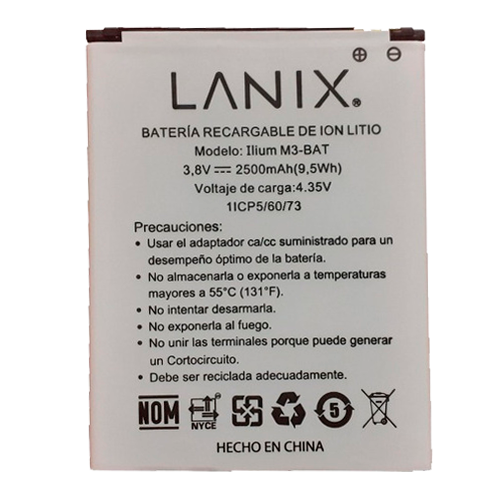 LANIX®
BATERÍA RECARGABLE DE ION LITIO
Modelo: Ilium M3-BAT
3,8V⎓2500mAh(9,5Wh)
Voltaje de carga:4.35V
1ICP5/60/73
Precauciones:
• Usar el adaptador ca/cc suministrado para un
desempeño óptimo de la batería.
• No almacenarla o exponerla a temperaturas
mayores a 55°C (131°F).
• No intentar desarmarla.
• No exponerla al fuego.
• No unir las terminales porque puede generar
un Cortocircuito.
• Debe ser reciclada adecuadamente.
NOM NYCE 5
HECHO EN CHINA